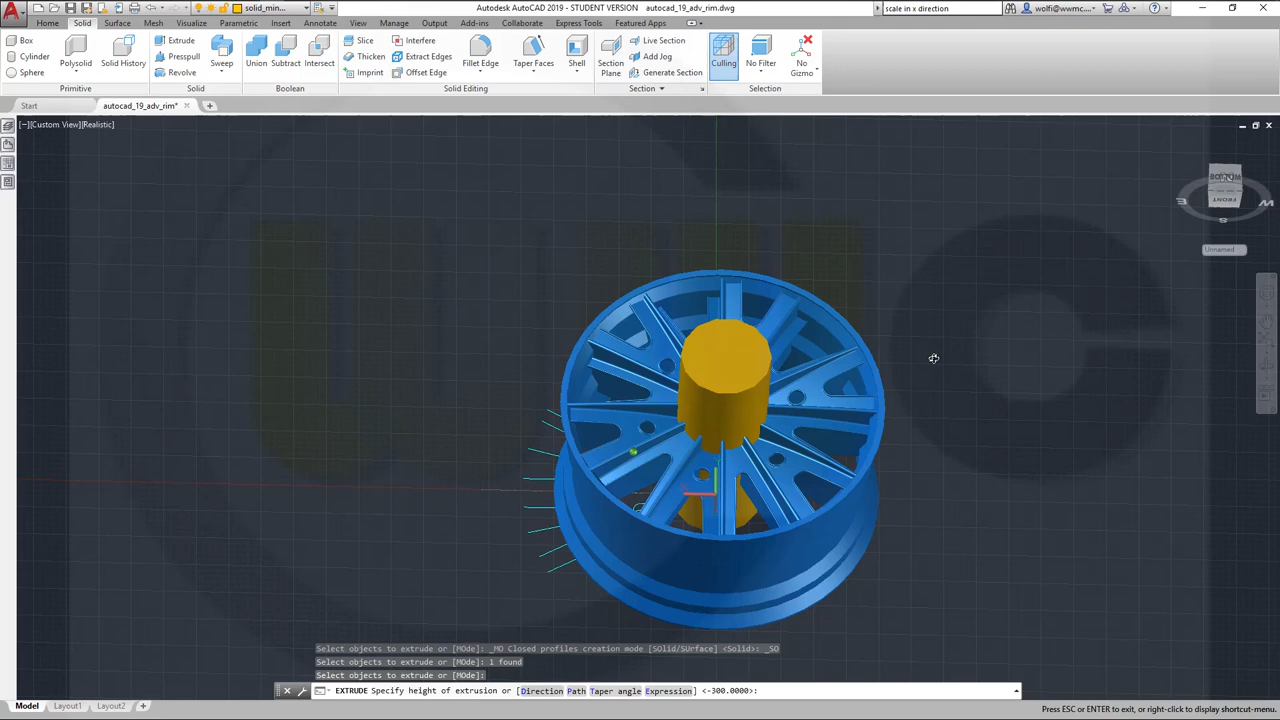 solid_min...
Autodesk AutoCAD 2019 - STUDENT VERSION autocad_19_adv_rim.dwg
scale in x direction
wolfi@wvmc...
Home Solid Surface Mesh Visualize Parametric Insert Annotate View Manage Output Add-ins Collaborate Express Tools Featured Apps
Box
Cylinder
Sphere
Polysolid
Solid History
Primitive
Extrude
Presspull
Revolve
Sweep
Solid
Union
Subtract
Intersect
Boolean
Slice
Thicken
Imprint
Interfere
Extract Edges
Offset Edge
Fillet Edge
Taper Faces
Shell
Solid Editing
Section Plane
Live Section
Add Jog
Generate Section
Section
Culling
No Filter
No Gizmo
Selection
Start
autocad_19_adv_rim*
[−][Custom View][Realistic]
FRONT
Unnamed
Select objects to extrude or [MOde]: _MO Closed profiles creation mode [SOlid/SUrface] <Solid>: _SO
Select objects to extrude or [MOde]: 1 found
Select objects to extrude or [MOde]:
EXTRUDE Specify height of extrusion or [Direction Path Taper angle Expression] <-300.0000>:
Model Layout1 Layout2
Press ESC or ENTER to exit, or right-click to display shortcut-menu.